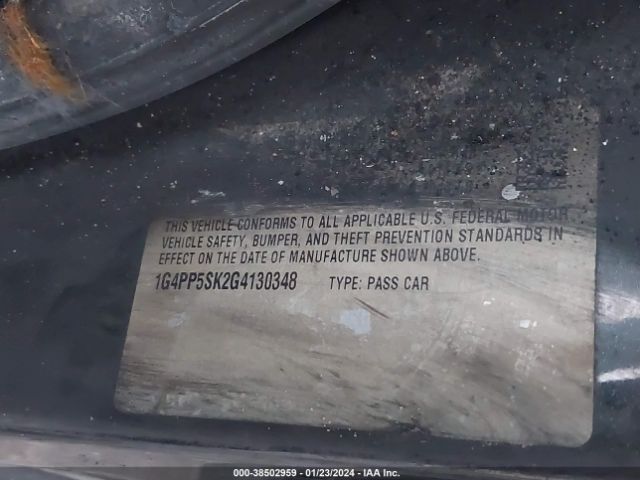 THIS VEHICLE CONFORMS TO ALL APPLICABLE U.S. FEDERAL MOTOR
VEHICLE SAFETY, BUMPER, AND THEFT PREVENTION STANDARDS IN
EFFECT ON THE DATE OF MANUFACTURE SHOWN ABOVE.
1G4PP5SK2G4130348 TYPE: PASS CAR
000-38502959 - 01/23/2024 - IAA Inc.